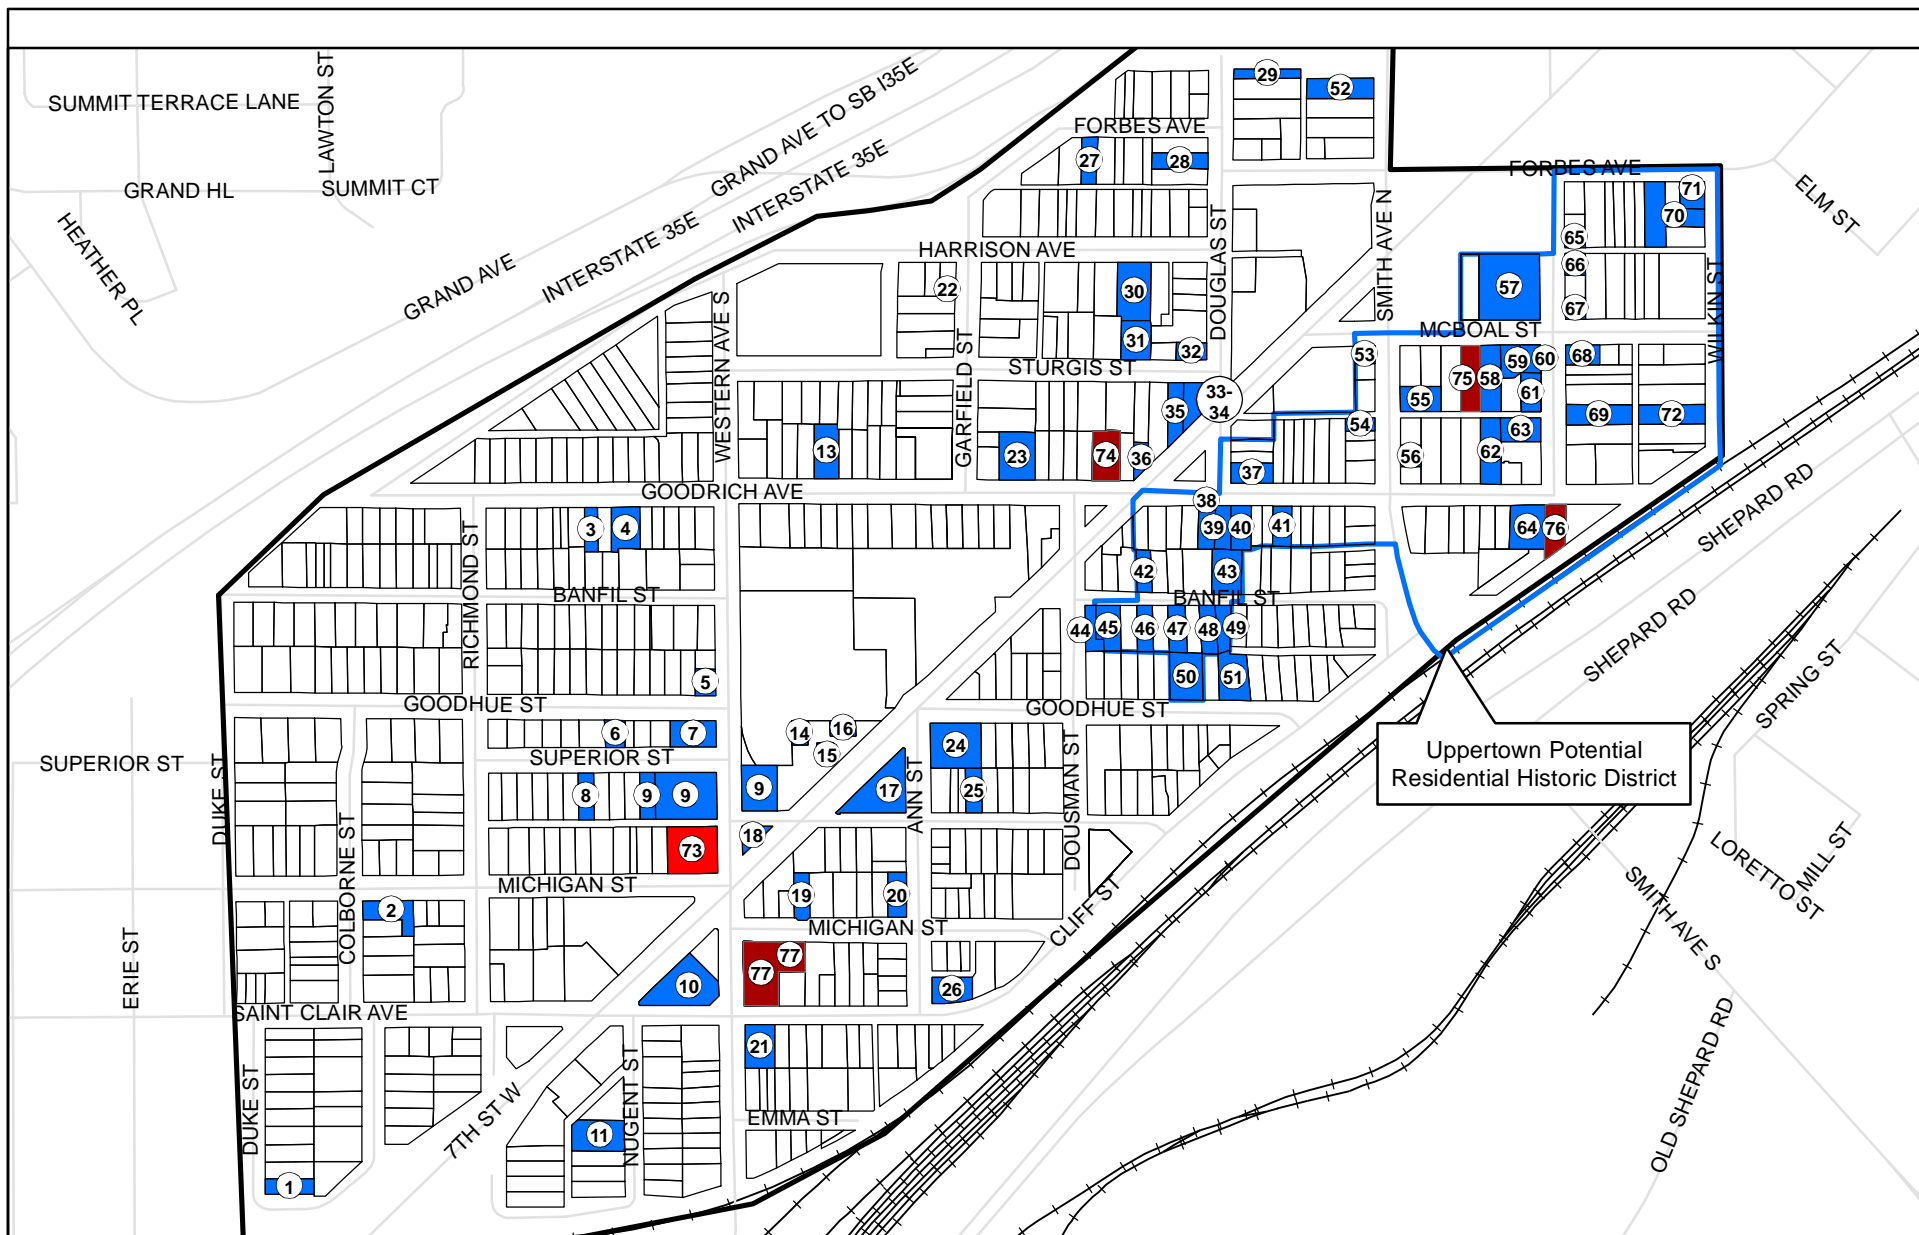 SUMMIT TERRACE LANE
LAWTON ST
GRAND AVE TO SB I35E
GRAND HL
SUMMIT CT
HEATHER PL
GRAND AVE
INTERSTATE 35E
INTERSTATE 35E
FORBES AVE
FORBES AVE
HARRISON AVE
DOUGLAS ST
SMITH AVE N
ELM ST
WILKIN ST
MCBOAL ST
WESTERN AVE S
GARFIELD ST
STURGIS ST
GOODRICH AVE
RICHMOND ST
BANFIL ST
BANFIL ST
SHEPARD RD
SHEPARD RD
SPRING ST
GOODHUE ST
GOODHUE ST
SUPERIOR ST
SUPERIOR ST
DUKE ST
COLBORNE ST
ANN ST
DOUSMAN ST
Uppertown Potential
Residential Historic District
MICHIGAN ST
MICHIGAN ST
CLIFF ST
LORETTO ST
MILL ST
SMITH AVE S
ERIE ST
SAINT CLAIR AVE
DUKE ST
7TH ST W
NUGENT ST
EMMA ST
OLD SHEPARD RD
29
52
27
28
71
70
65
66
67
57
22
30
31
32
33-
34
35
53
75
58
59
60
61
68
55
69
72
54
63
62
56
13
23
74
36
37
38
39
40
41
64
76
3
4
42
43
44
45
46
47
48
49
50
51
5
6
7
14
16
15
24
25
8
9
9
9
17
18
73
2
19
20
77
77
10
26
21
11
1